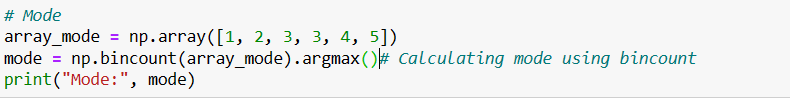 # Mode
array_mode = np.array([1, 2, 3, 3, 4, 5])
mode = np.bincount(array_mode).argmax()# Calculating mode using bincount
print("Mode:", mode)